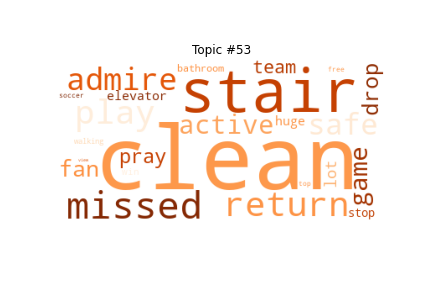 Topic #53
bathroom
team
free
admire
stair
drop
soccer
elevator
play
active
huge
safe
clean
walking
pray
fan
game
lot
top
missed
return
stop